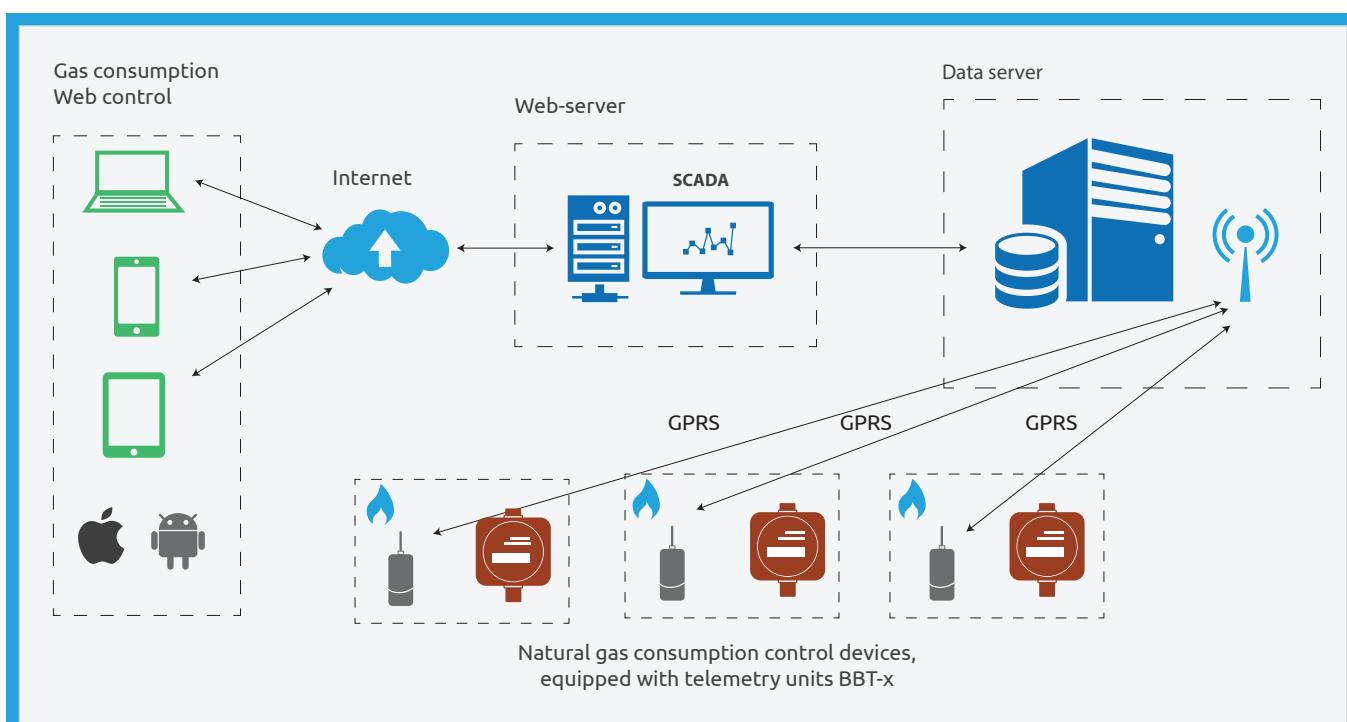 Gas consumption
Web control
Internet
Web-server
SCADA
Data server
GPRS
GPRS
GPRS
Natural gas consumption control devices,
equipped with telemetry units BBT-x